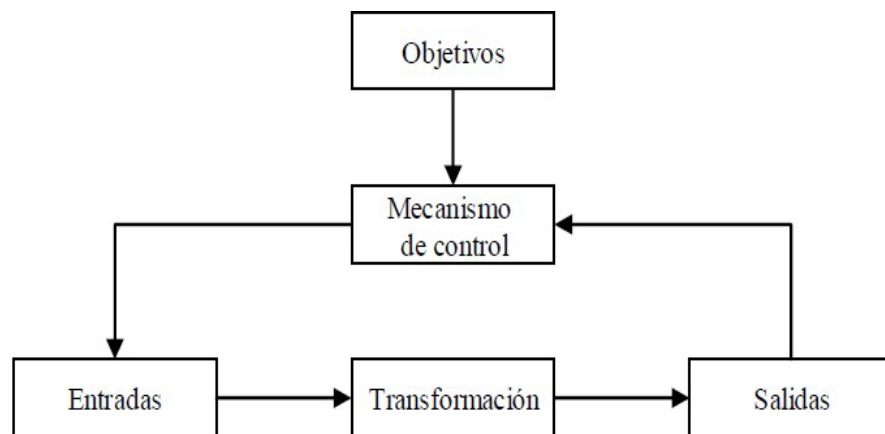 Objetivos
Mecanismo
de control
Entradas
Transformación
Salidas